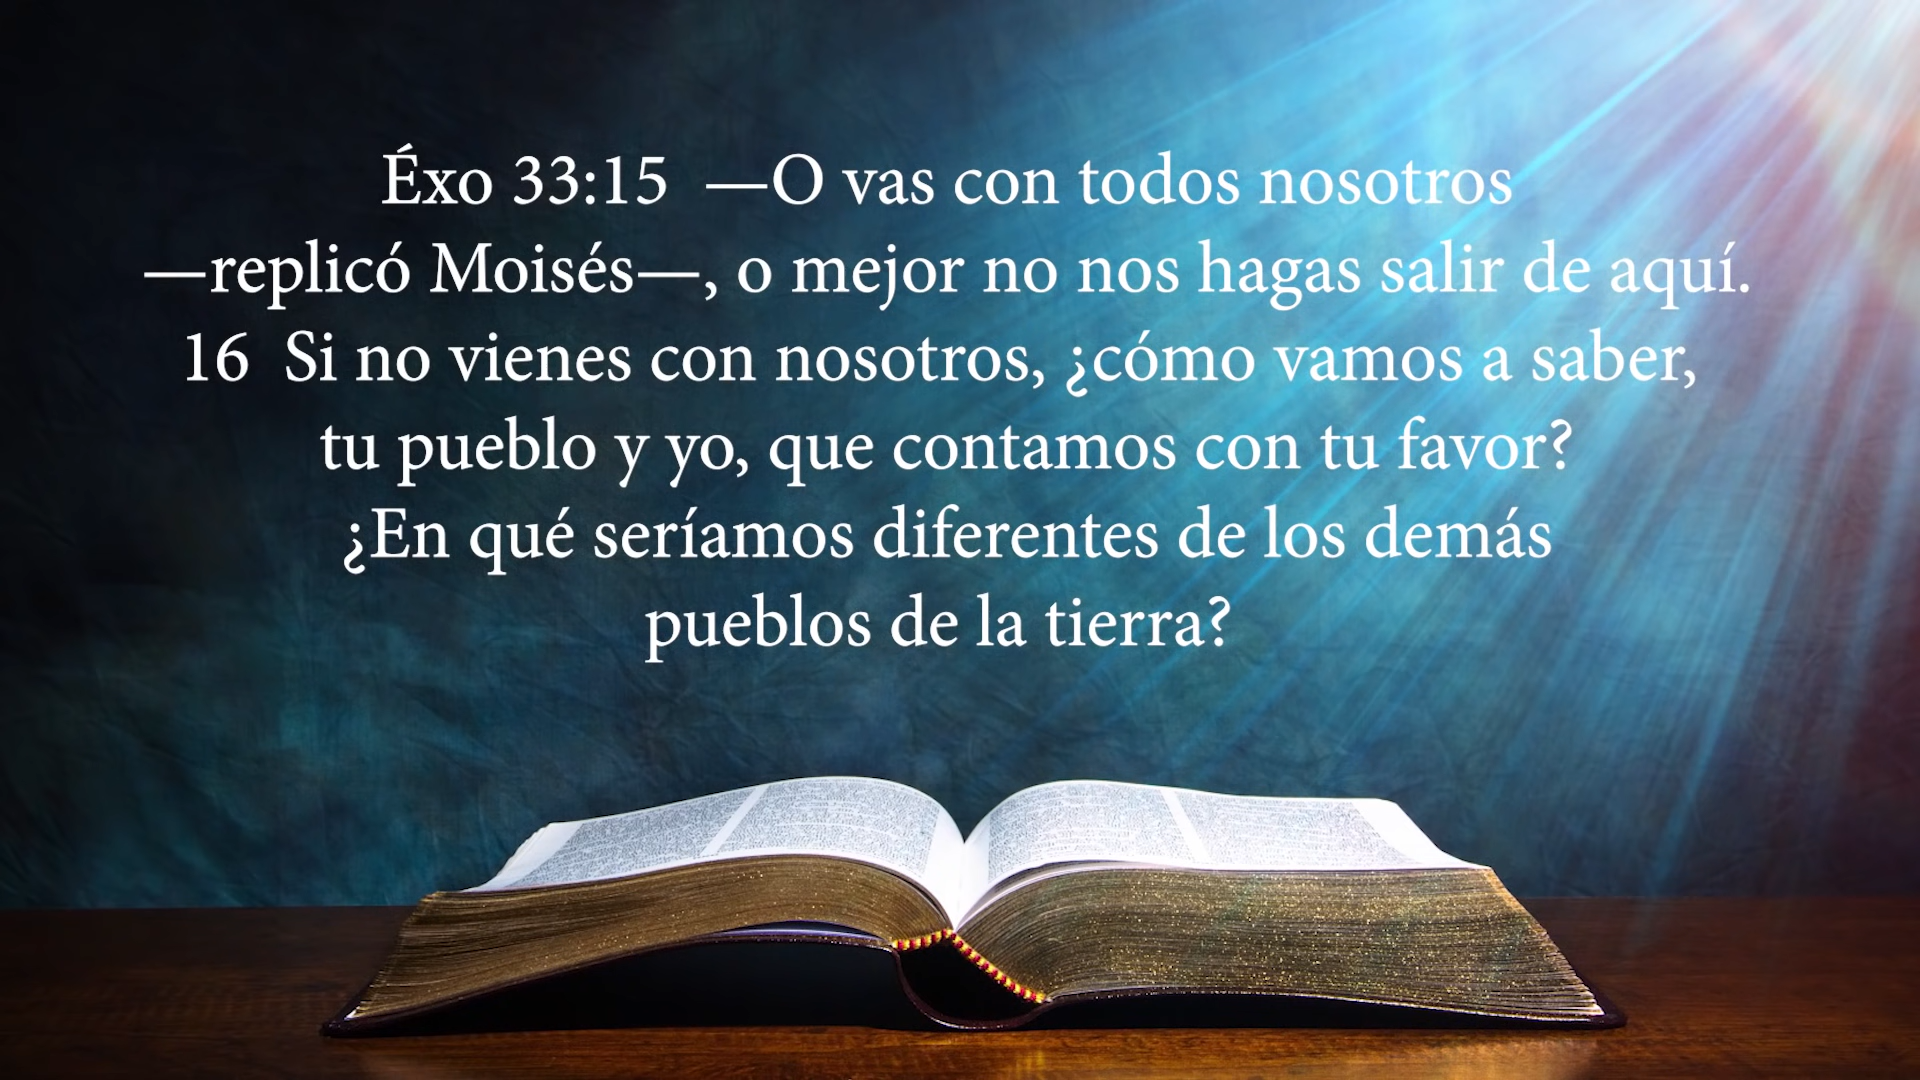 Éxo 33:15  —O vas con todos nosotros
—replicó Moisés—, o mejor no nos hagas salir de aquí.
16  Si no vienes con nosotros, ¿cómo vamos a saber,
tu pueblo y yo, que contamos con tu favor?
¿En qué seríamos diferentes de los demás
pueblos de la tierra?